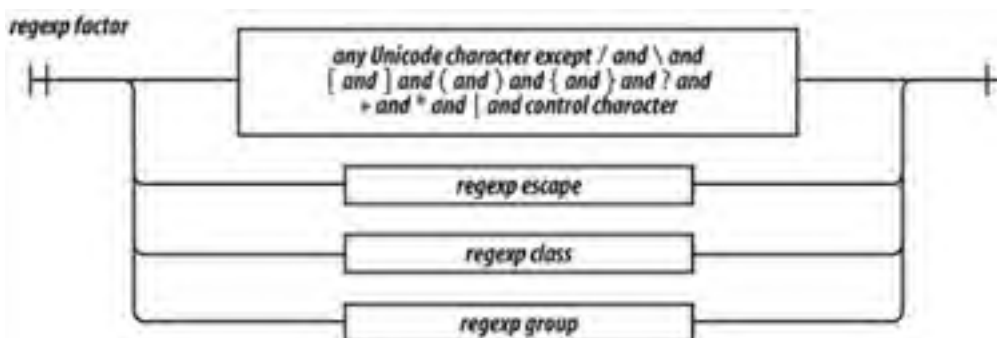 regexp factor
any Unicode character except / and \ and
[ and ] and ( and ) and { and } and ? and
+ and * and | and control character
regexp escape
regexp class
regexp group